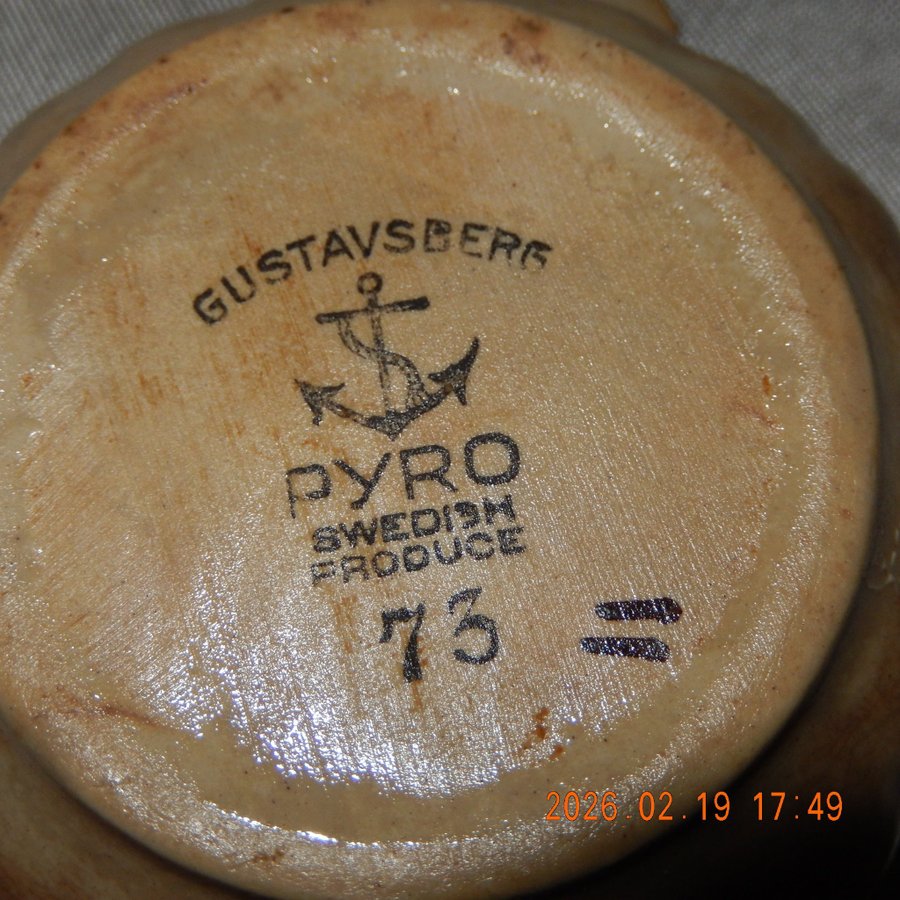 GUSTAVSBERG
PYRO
SWEDISH
PRODUCE
73
2026.02.19 17:49